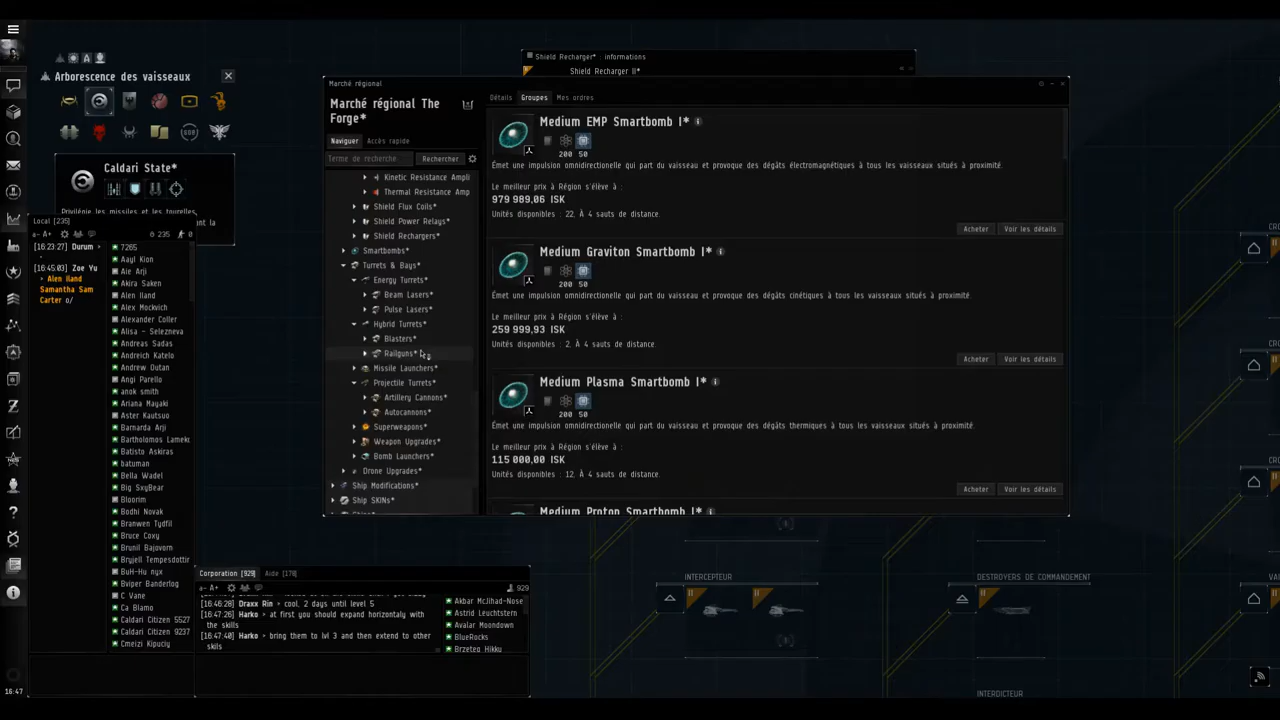 Arborescence des vaisseaux
Caldari State*
Privilégie les missiles et les tourelles
Local [235]
a- A+
235
0
[16:23:27] Durum >
[16:45:03] Zoe Yu
> Alen Iland
Samantha Sam
Carter o/
7265
Aayl Kion
Aie Arji
Akira Saken
Alen Iland
Alex Mockvich
Alexander Coller
Alisa - Selezneva
Andreas Sadas
Andreich Katelo
Andrew Outan
Angi Parello
anok smith
Ariana Mayaki
Aster Kautsuo
Barnarda Arji
Bartholomos Lameko
Batisto Askiras
batuman
Bella Wadel
Big SxyBear
Bloorim
Bodhi Novak
Branwen Tydfil
Bruce Coxy
Brunil Bajovern
Bryjell Tempesdottir
BuH-Hu nyx
Bviper Banderlog
C Vane
Ca Blamo
Caldari Citizen 5527
Caldari Citizen 9237
Cmeizi Kipuciy
16:47
Shield Recharger* : informations
Shield Recharger II*
Marché régional
Marché régional The
Forge*
Naviguer
Accès rapide
Terme de recherche
Rechercher
Kinetic Resistance Ampli
Thermal Resistance Amp
Shield Flux Coils*
Shield Power Relays*
Shield Rechargers*
Smartbombs*
Turrets & Bays*
Energy Turrets*
Beam Lasers*
Pulse Lasers*
Hybrid Turrets*
Blasters*
Railguns*
Missile Launchers*
Projectile Turrets*
Artillery Cannons*
Autocannons*
Superweapons*
Weapon Upgrades*
Bomb Launchers*
Drone Upgrades*
Ship Modifications*
Ship SKINs*
Détails
Groupes
Mes ordres
Medium EMP Smartbomb I*
200 50
Émet une impulsion omnidirectionelle qui part du vaisseau et provoque des dégâts électromagnétiques à tous les vaisseaux situés à proximité.
Le meilleur prix à Région s'élève à :
979 989,06 ISK
Unités disponibles : 22. À 4 sauts de distance.
Acheter
Voir les détails
Medium Graviton Smartbomb I*
200 50
Émet une impulsion omnidirectionelle qui part du vaisseau et provoque des dégâts cinétiques à tous les vaisseaux situés à proximité.
Le meilleur prix à Région s'élève à :
259 999,93 ISK
Unités disponibles : 2. À 4 sauts de distance.
Acheter
Voir les détails
Medium Plasma Smartbomb I*
200 50
Émet une impulsion omnidirectionelle qui part du vaisseau et provoque des dégâts thermiques à tous les vaisseaux situés à proximité.
Le meilleur prix à Région s'élève à :
115 000,00 ISK
Unités disponibles : 12. À 4 sauts de distance.
Acheter
Voir les détails
Medium Proton Smartbomb I*
Corporation [929]
Aide [178]
a- A+
929
[16:46:28] Draxx Rin > cool, 2 days until level 5
[16:47:26] Harko > at first you should expand horizontally with
the skills
[16:47:40] Harko > bring them to lvl 3 and then extend to other
skils
Akbar McJihad-Nose
Astrid Leuchtstern
Avalar Moondown
BlueRocks
Brzeteq Hikku
INTERCEPTEUR
II
II
DESTROYERS DE COMMANDEMENT
II
INTERDICTEUR